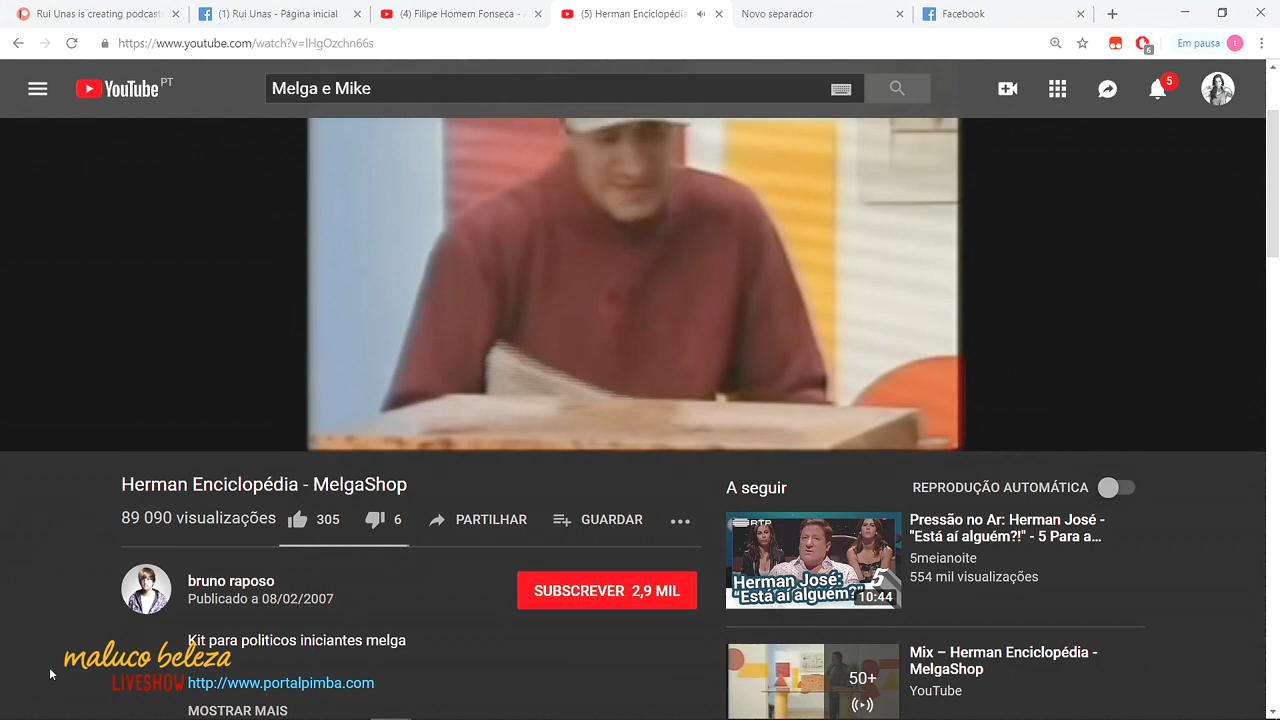 Rui Unas is creating podcasts
(1) Rui Unas - Página inicial
(4) Filipe Homem Fonseca - A
(5) Herman Enciclopédia
Novo separador
Facebook
https://www.youtube.com/watch?v=IHgOzchn66s
6
Em pausa
t
YouTube PT
Melga e Mike
5
Herman Enciclopédia - MelgaShop
89 090 visualizações
305
6
PARTILHAR
GUARDAR
A seguir
REPRODUÇÃO AUTOMÁTICA
RTP
Herman José:
"Está aí alguém?"
5
10:44
Pressão no Ar: Herman José -
"Está aí alguém?!" - 5 Para a...
5meianoite
554 mil visualizações
bruno raposo
Publicado a 08/02/2007
SUBSCREVER 2,9 MIL
Kit para politicos iniciantes melga
maluco beleza
LIVESHOW
http://www.portalpimba.com
MOSTRAR MAIS
50+
Mix – Herman Enciclopédia -
MelgaShop
YouTube